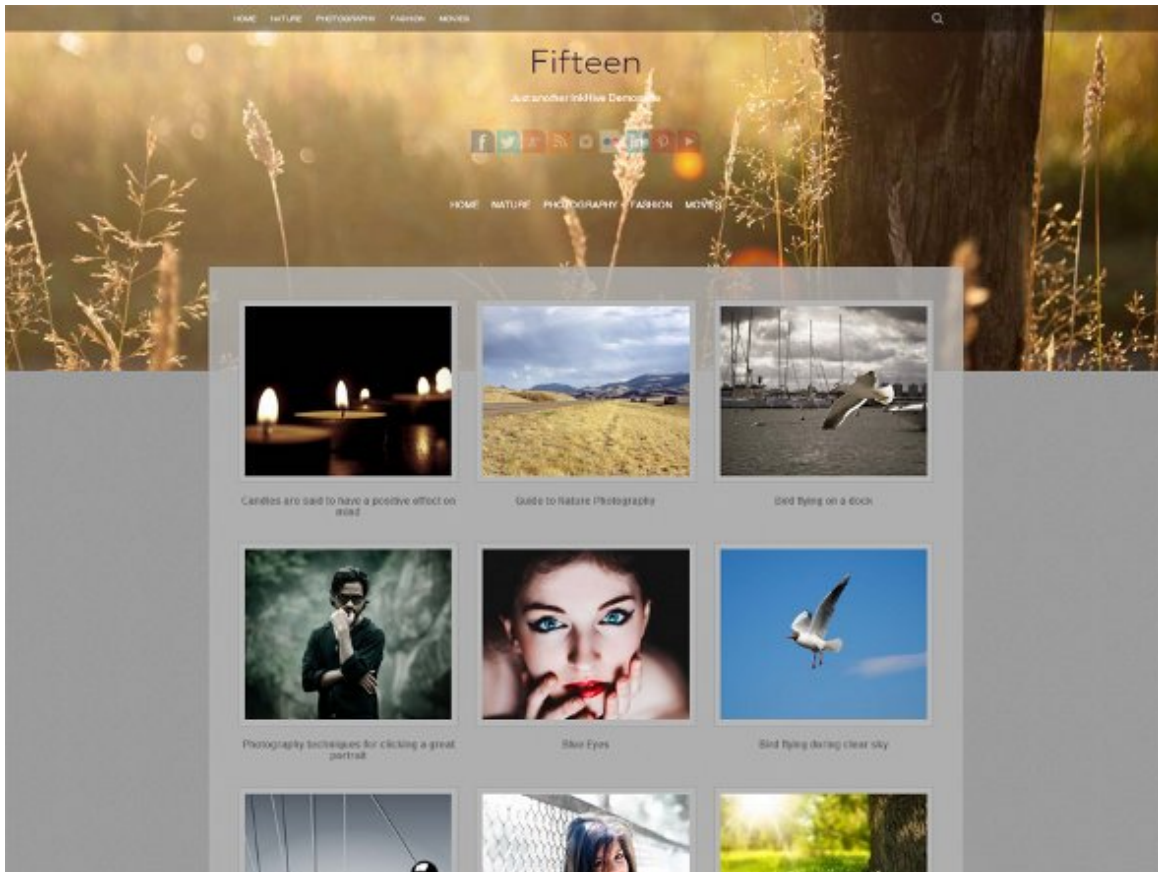 HOME NATURE PHOTOGRAPHY FASHION MOVIES
Fifteen
Just another InkHive Demo
HOME NATURE PHOTOGRAPHY FASHION MOVIES
Candles are said to have a positive effect on
mind
Guide to Nature Photography
Bird flying on a dock
Photography techniques for clicking a great
portrait
Blue Eyes
Bird flying during clear sky